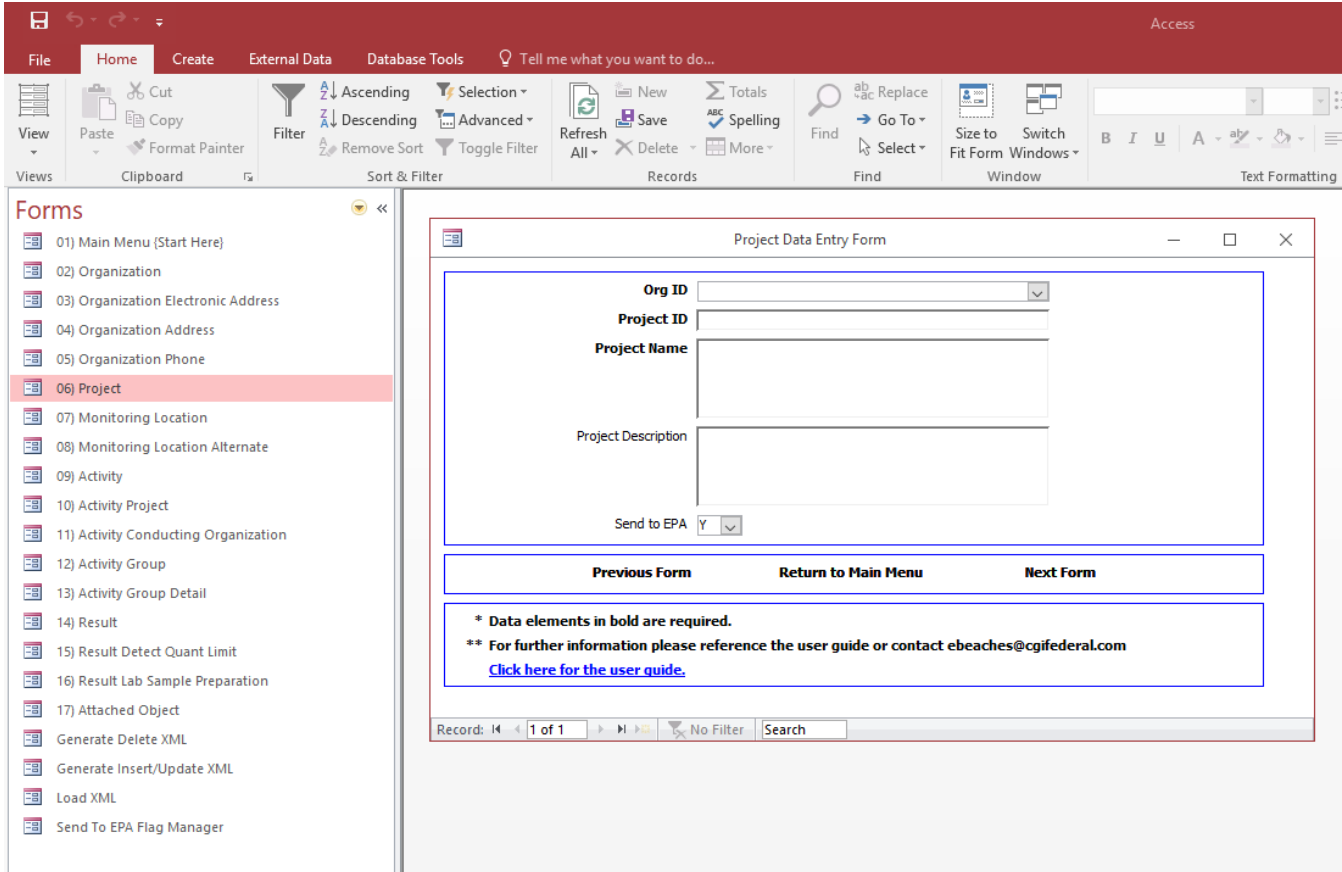 Access
File Home Create External Data Database Tools Tell me what you want to do...
View Paste Cut Copy Format Painter Filter Ascending Descending Remove Sort Selection Advanced Toggle Filter Refresh All New Save Delete Totals Spelling More Find Replace Go To Select Size to Fit Form Switch Windows B I U A
Views Clipboard Sort & Filter Records Find Window Text Formatting
Forms
01) Main Menu {Start Here}
02) Organization
03) Organization Electronic Address
04) Organization Address
05) Organization Phone
06) Project
07) Monitoring Location
08) Monitoring Location Alternate
09) Activity
10) Activity Project
11) Activity Conducting Organization
12) Activity Group
13) Activity Group Detail
14) Result
15) Result Detect Quant Limit
16) Result Lab Sample Preparation
17) Attached Object
Generate Delete XML
Generate Insert/Update XML
Load XML
Send To EPA Flag Manager
Project Data Entry Form
Org ID
Project ID
Project Name
Project Description
Send to EPA Y
Previous Form Return to Main Menu Next Form
* Data elements in bold are required.
** For further information please reference the user guide or contact ebeaches@cgifederal.com
Click here for the user guide.
Record: 1 of 1 No Filter Search